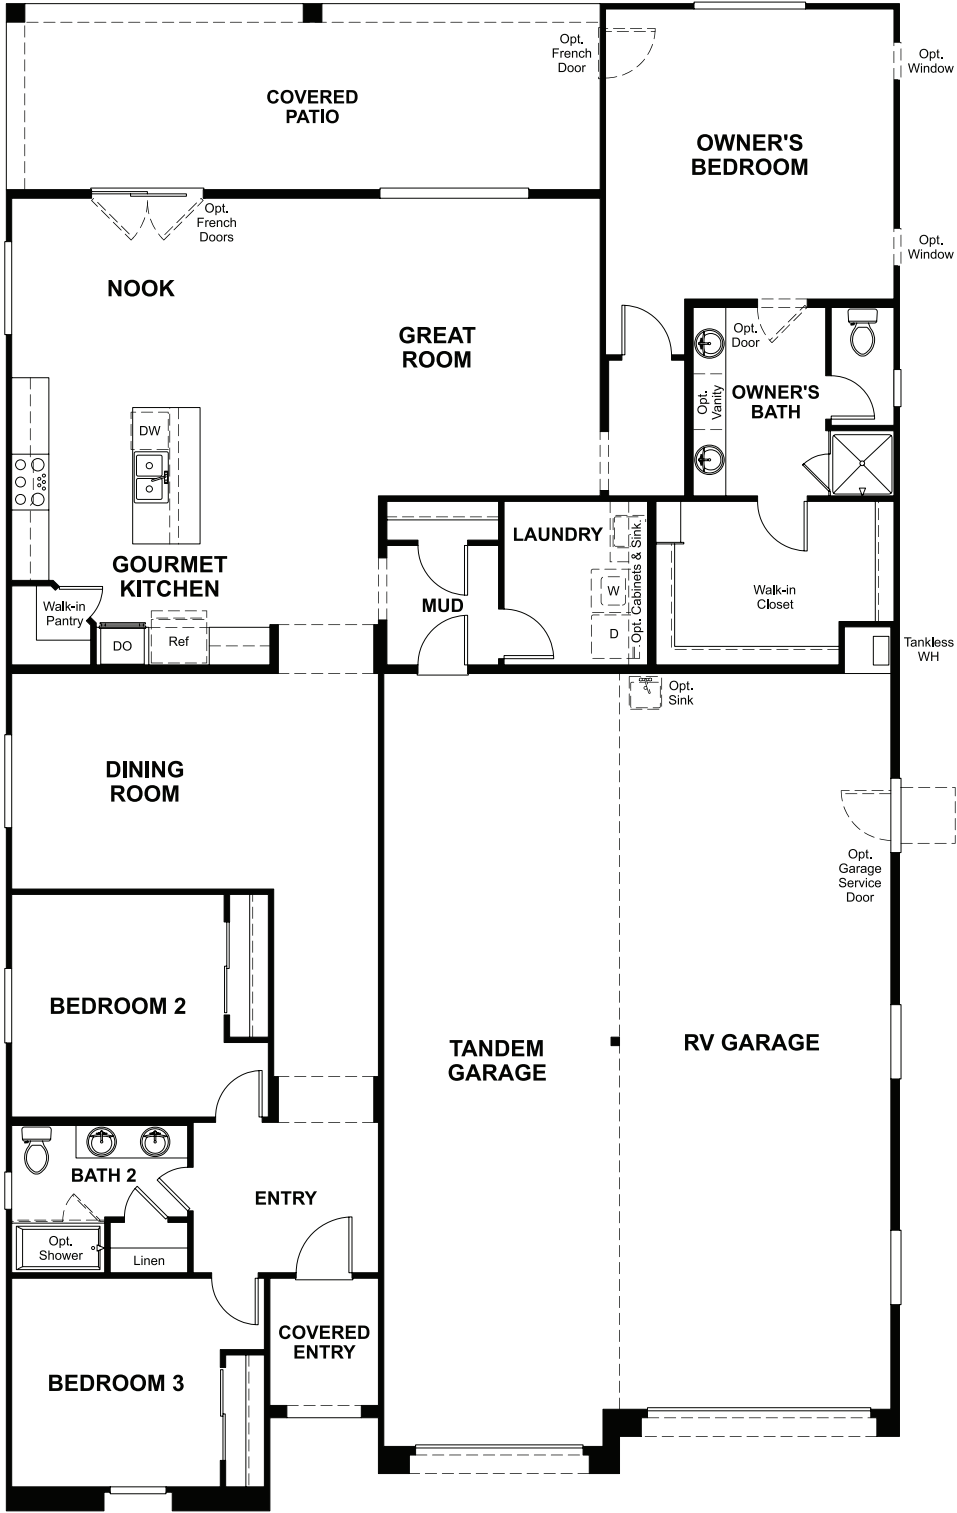 Opt.
French
Door
Opt.
Window
COVERED
PATIO
OWNER'S
BEDROOM
Opt.
French
Doors
Opt.
Window
NOOK
GREAT
ROOM
Opt.
Door
OWNER'S
BATH
Opt.
Vanity
DW
LAUNDRY
GOURMET
KITCHEN
Opt. Cabinets & Sink.
W
D
MUD
Walk-in
Closet
Walk-in
Pantry
DO
Ref
Tankless
WH
Opt.
Sink
DINING
ROOM
Opt.
Garage
Service
Door
BEDROOM 2
TANDEM
GARAGE
RV GARAGE
BATH 2
ENTRY
Opt.
Shower
Linen
COVERED
ENTRY
BEDROOM 3